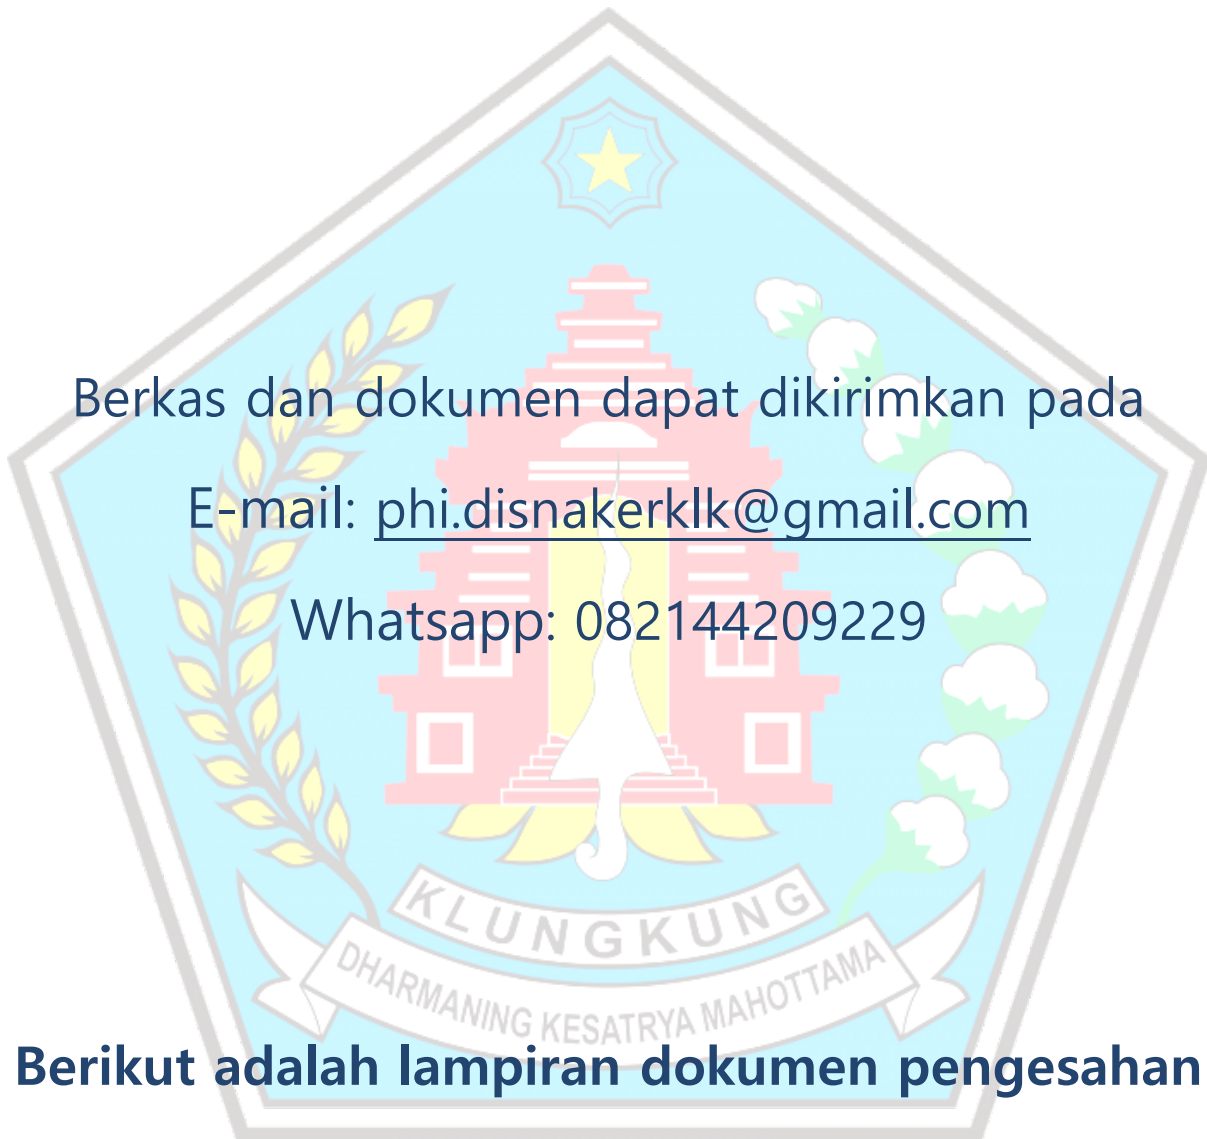 Berkas dan dokumen dapat dikirimkan pada
E-mail: phi.disnakerklk@gmail.com
Whatsapp: 082144209229
KLUNGKUNG
DHARMANING KESATRYA MAHOTTAMA
Berikut adalah lampiran dokumen pengesahan